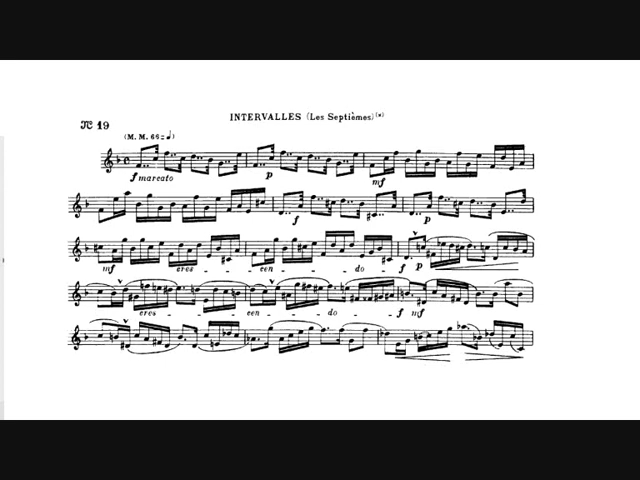 INTERVALLES (Les Septièmes) (*)
№ 19
(M. M. 66 = 𝅗𝅥)
f marcato p mf
f p
mf cres - - - cen - - - do - - f p
cres - - - cen - - - do - - - f mf